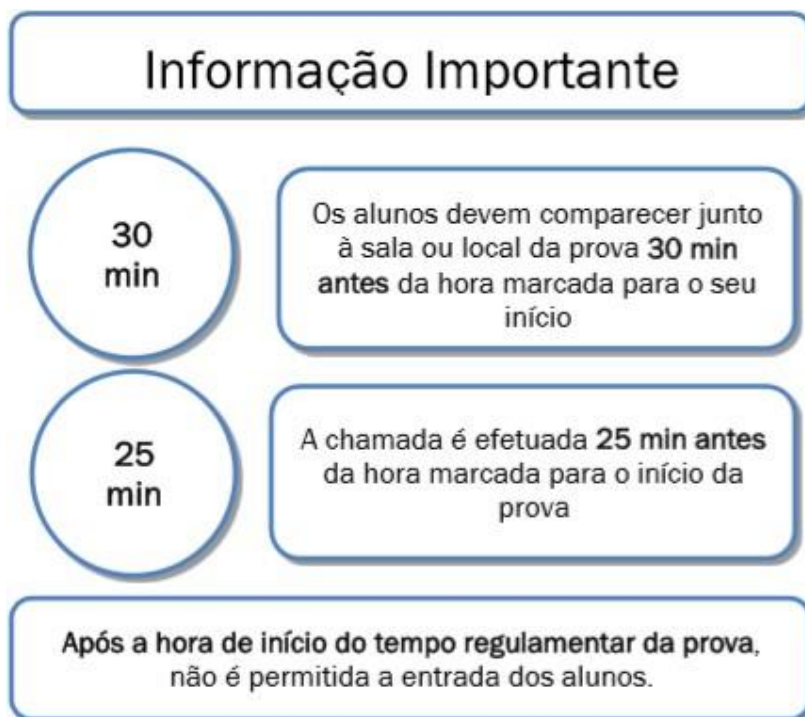 Informação Importante
30
min
Os alunos devem comparecer junto
à sala ou local da prova 30 min
antes da hora marcada para o seu
início
25
min
A chamada é efetuada 25 min antes
da hora marcada para o início da
prova
Após a hora de início do tempo regulamentar da prova,
não é permitida a entrada dos alunos.